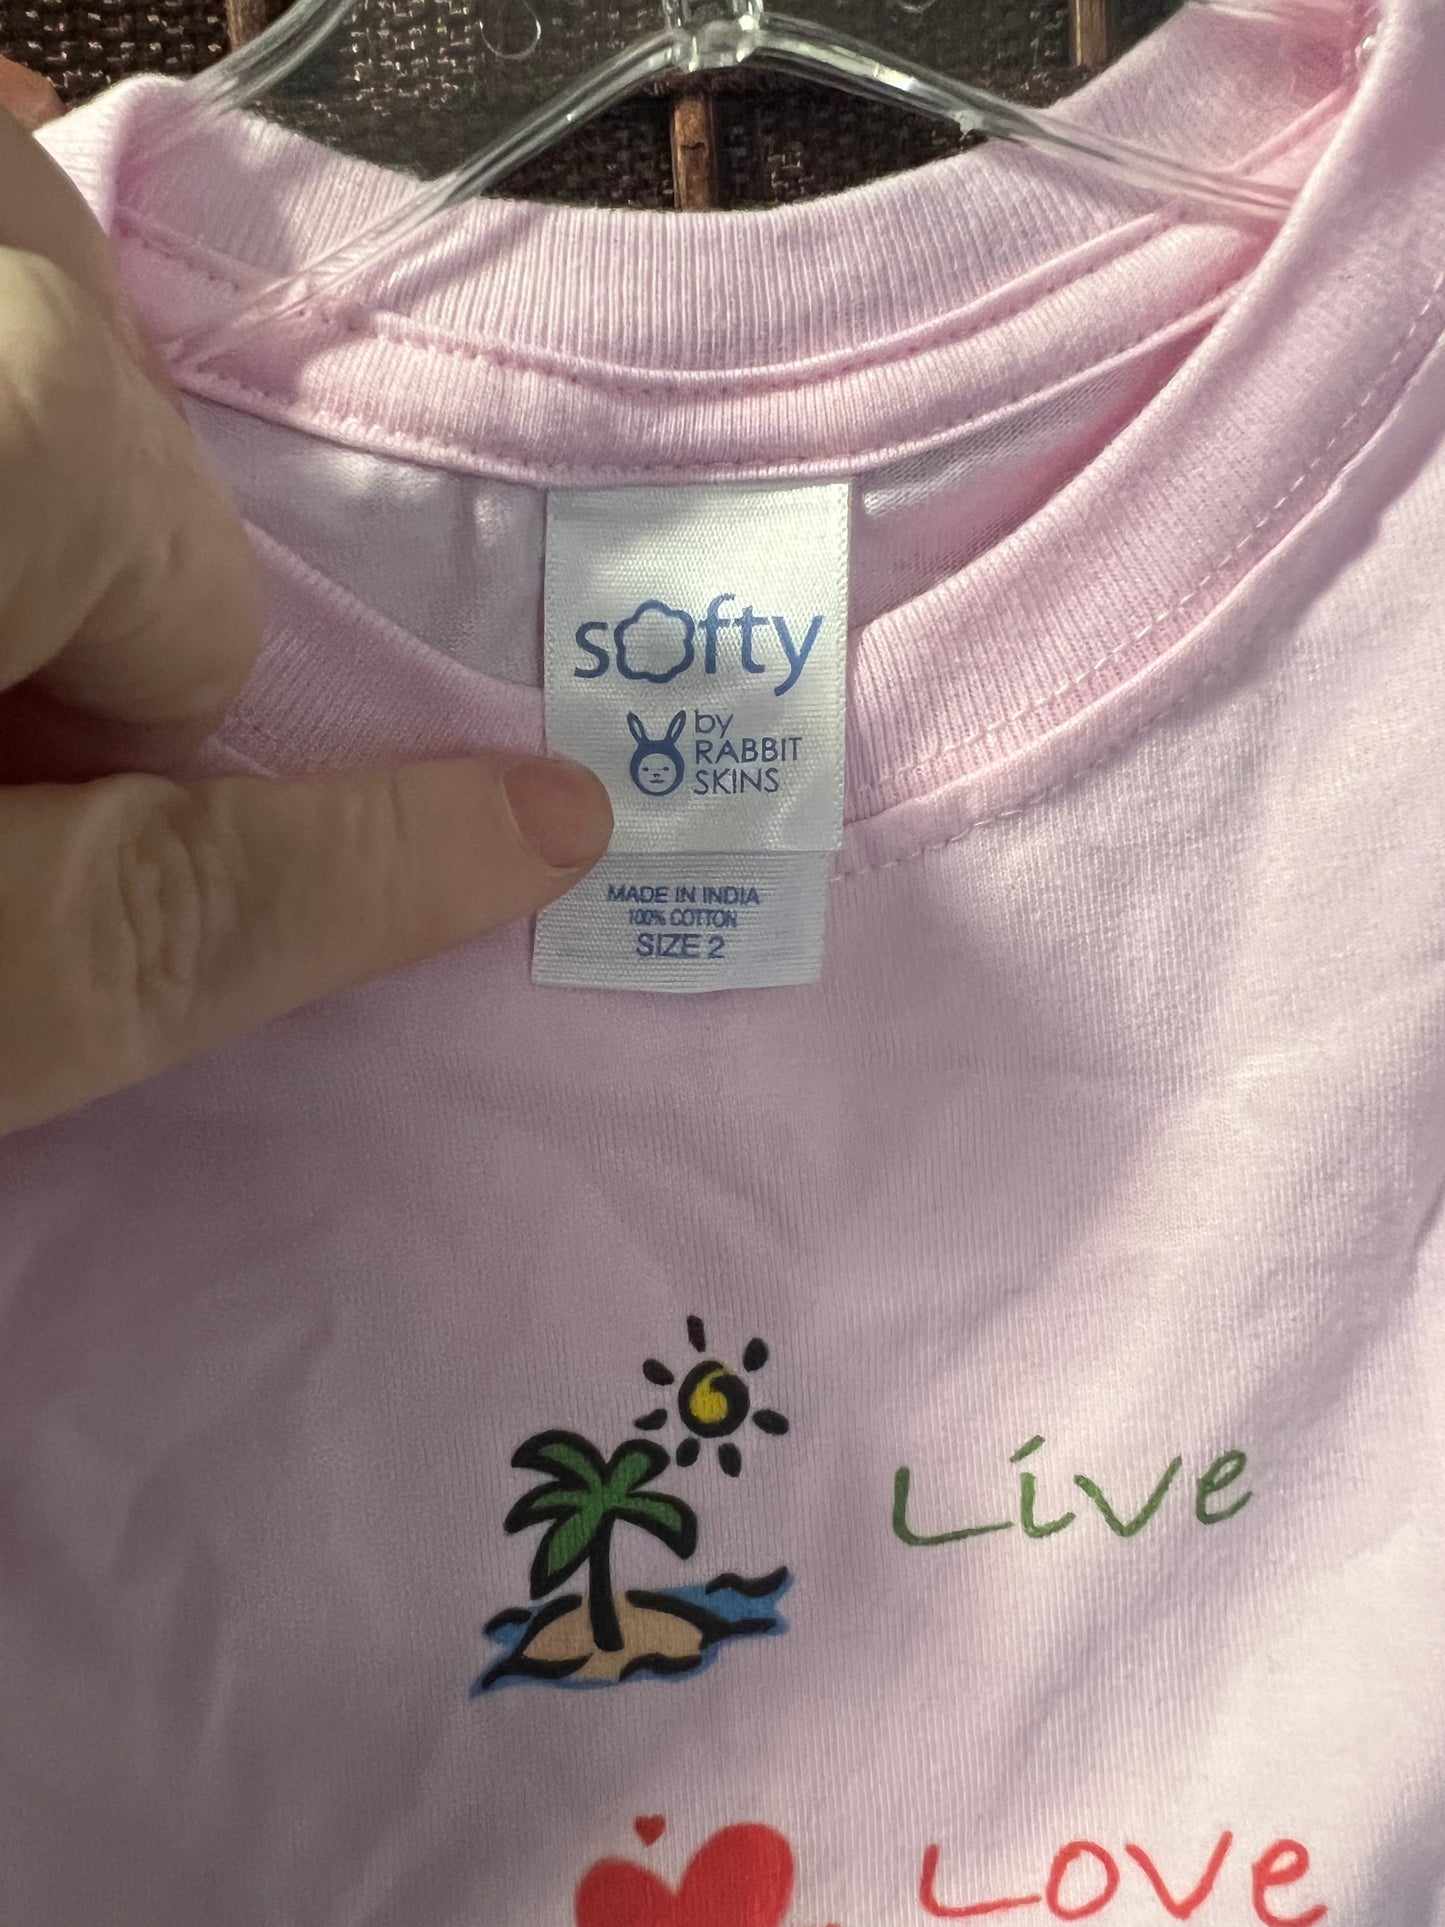 softy
by
RABBIT
SKINS
MADE IN INDIA
100% COTTON
SIZE 2
Live
Love